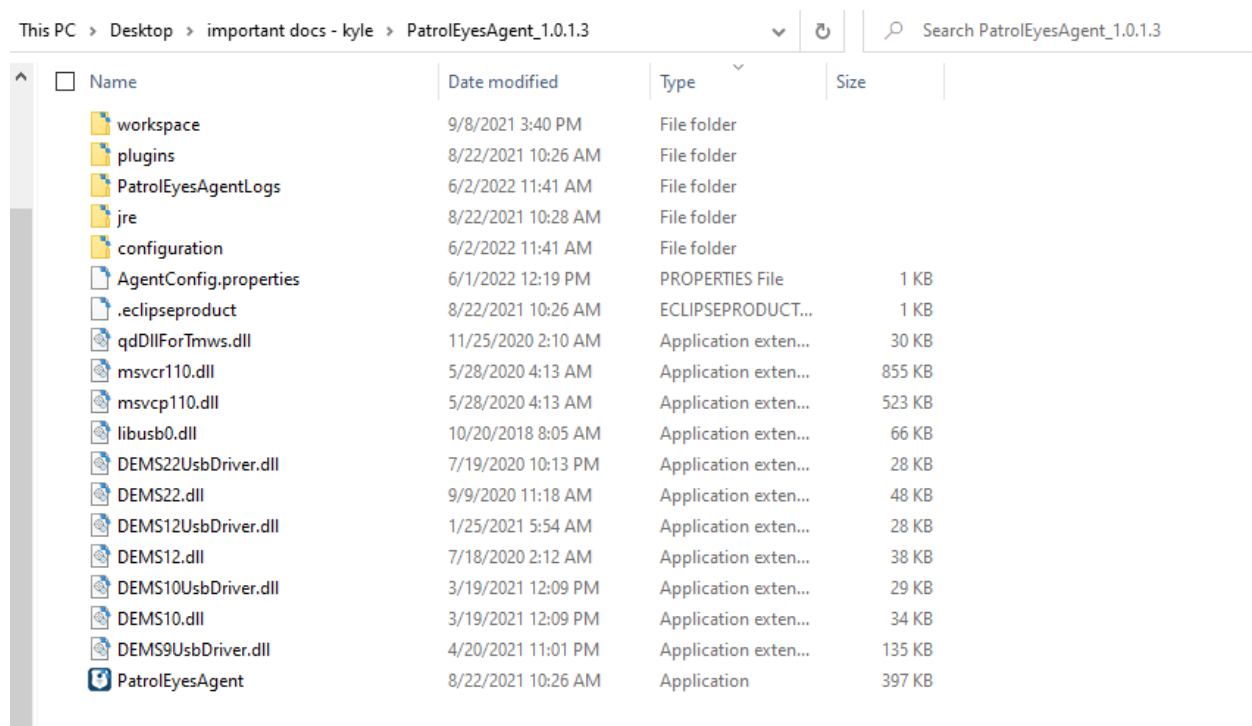 This PC > Desktop > important docs - kyle > PatrolEyesAgent_1.0.1.3 Search PatrolEyesAgent_1.0.1.3
Name Date modified Type Size
workspace 9/8/2021 3:40 PM File folder
plugins 8/22/2021 10:26 AM File folder
PatrolEyesAgentLogs 6/2/2022 11:41 AM File folder
jre 8/22/2021 10:28 AM File folder
configuration 6/2/2022 11:41 AM File folder
AgentConfig.properties 6/1/2022 12:19 PM PROPERTIES File 1 KB
.eclipseproduct 8/22/2021 10:26 AM ECLIPSEPRODUCT... 1 KB
qdDllForTmws.dll 11/25/2020 2:10 AM Application exten... 30 KB
msvcr110.dll 5/28/2020 4:13 AM Application exten... 855 KB
msvcp110.dll 5/28/2020 4:13 AM Application exten... 523 KB
libusb0.dll 10/20/2018 8:05 AM Application exten... 66 KB
DEMS22UsbDriver.dll 7/19/2020 10:13 PM Application exten... 28 KB
DEMS22.dll 9/9/2020 11:18 AM Application exten... 48 KB
DEMS12UsbDriver.dll 1/25/2021 5:54 AM Application exten... 28 KB
DEMS12.dll 7/18/2020 2:12 AM Application exten... 38 KB
DEMS10UsbDriver.dll 3/19/2021 12:09 PM Application exten... 29 KB
DEMS10.dll 3/19/2021 12:09 PM Application exten... 34 KB
DEMS9UsbDriver.dll 4/20/2021 11:01 PM Application exten... 135 KB
PatrolEyesAgent 8/22/2021 10:26 AM Application 397 KB